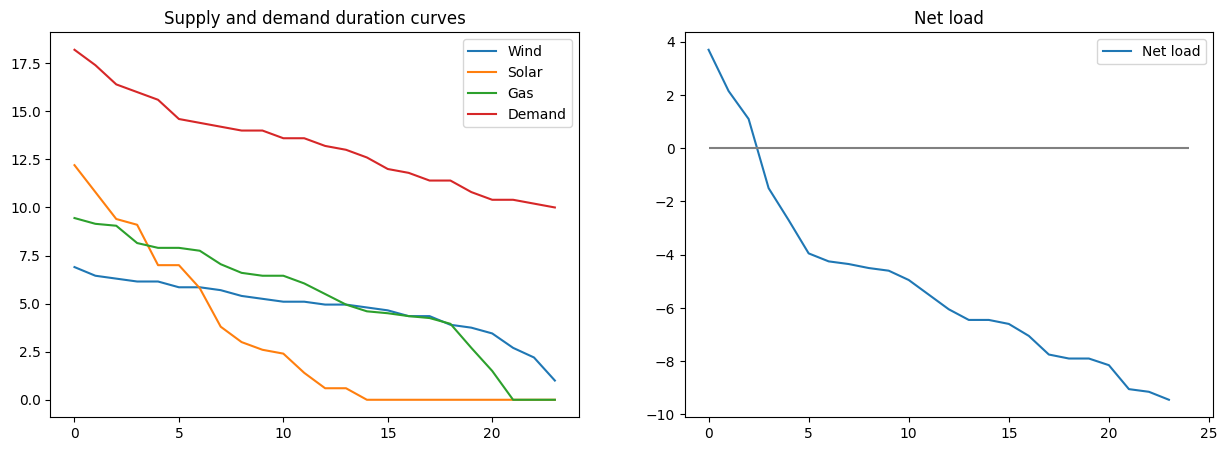 Supply and demand duration curves
Wind
Solar
Gas
Demand
17.5
15.0
12.5
10.0
7.5
5.0
2.5
0.0
0 5 10 15 20
Net load
Net load
4
2
0
−2
−4
−6
−8
−10
0 5 10 15 20 25